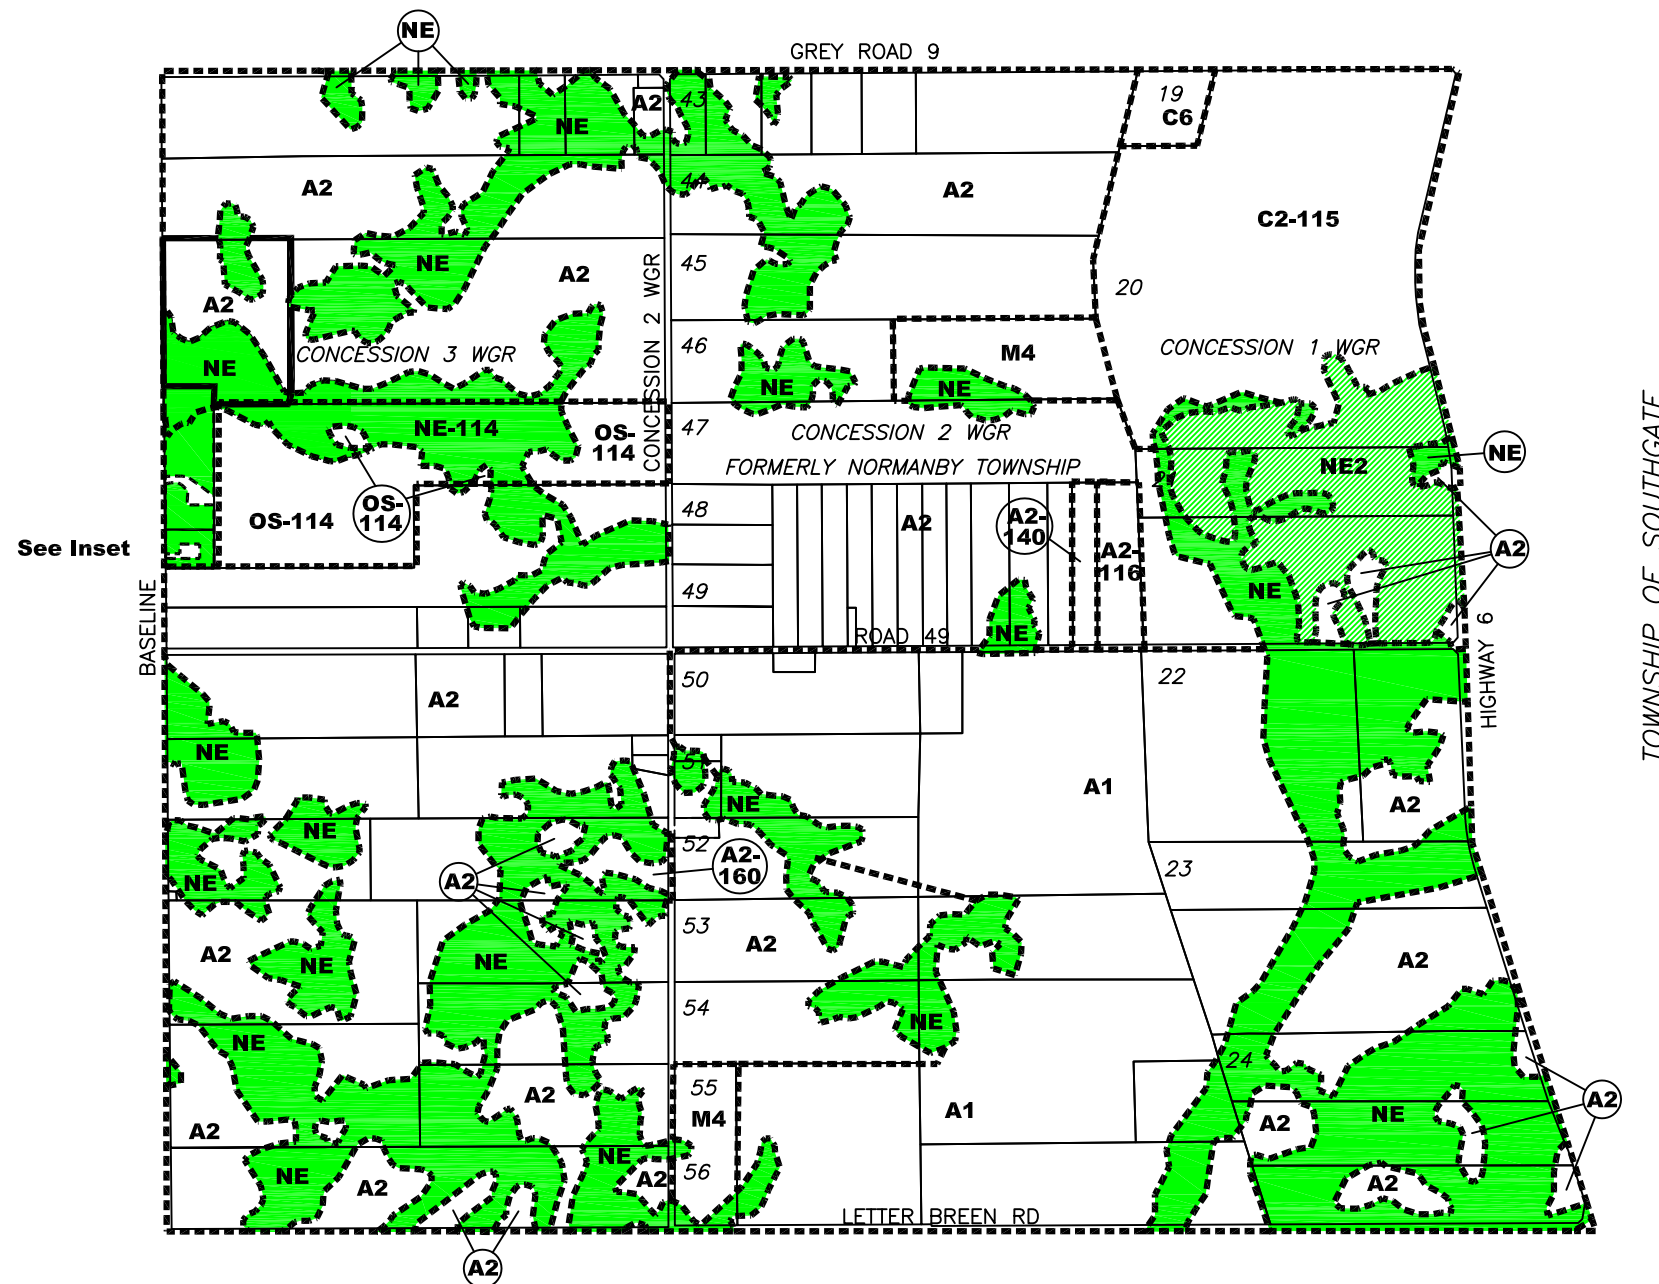 NE
GREY ROAD 9
A2
43
19
C6
NE
A2
44
A2
C2-115
NE
A2
45
A2
20
CONCESSION 2 WGR
CONCESSION 3 WGR
46
M4
CONCESSION 1 WGR
NE
NE
NE
NE-114
OS-
114
47
CONCESSION 2 WGR
FORMERLY NORMANBY TOWNSHIP
NE2
NE
OS-
114
OS-114
48
A2
A2-
140
A2-
116
A2
See Inset
49
NE
NE
ROAD 49
BASELINE
HIGHWAY 6
TOWNSHIP OF SOUTHGATE
A2
50
22
NE
NE
A1
A2
NE
52
A2-
160
23
NE
A2
A2
NE
NE
53
A2
A2
54
NE
NE
24
A2
55
M4
A1
A2
A2
NE
A2
NE
A2
NE
A2
56
A2
LETTER BREEN RD
A2